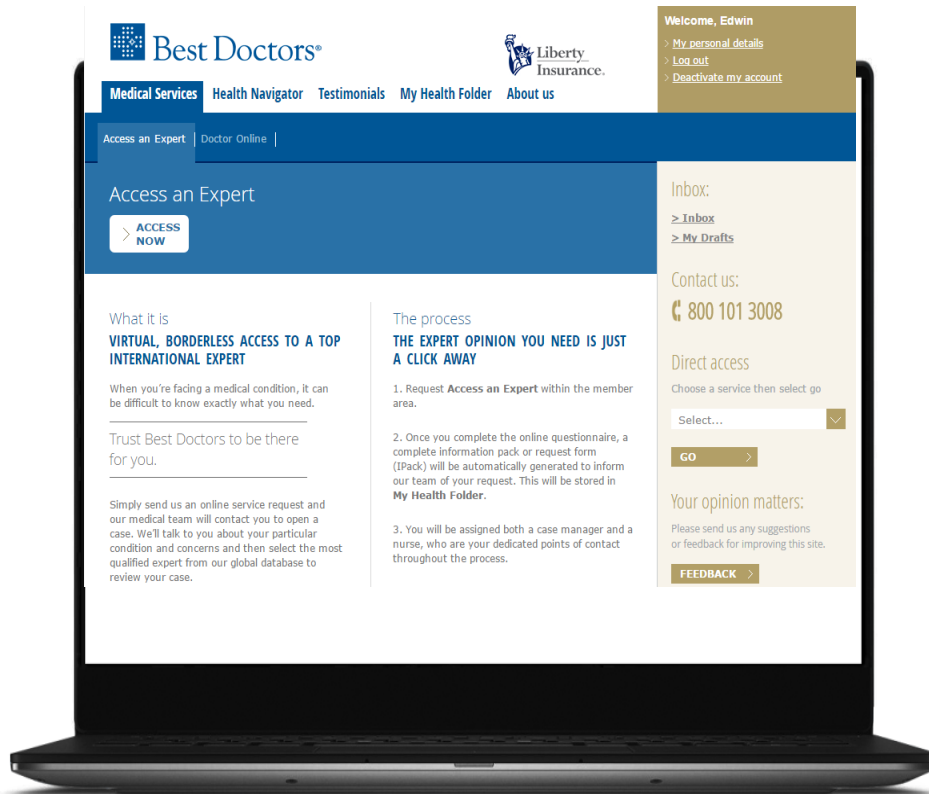 Best Doctors®
Liberty
Insurance.
Welcome, Edwin
> My personal details
> Log out
> Deactivate my account
Medical Services Health Navigator Testimonials My Health Folder About us
Access an Expert | Doctor Online |
Access an Expert
> ACCESS
NOW
What it is
VIRTUAL, BORDERLESS ACCESS TO A TOP
INTERNATIONAL EXPERT
When you’re facing a medical condition, it can
be difficult to know exactly what you need.
Trust Best Doctors to be there
for you.
Simply send us an online service request and
our medical team will contact you to open a
case. We’ll talk to you about your particular
condition and concerns and then select the most
qualified expert from our global database to
review your case.
The process
THE EXPERT OPINION YOU NEED IS JUST
A CLICK AWAY
1. Request Access an Expert within the member
area.
2. Once you complete the online questionnaire, a
complete information pack or request form
(IPack) will be automatically generated to inform
our team of your request. This will be stored in
My Health Folder.
3. You will be assigned both a case manager and a
nurse, who are your dedicated points of contact
throughout the process.
Inbox:
> Inbox
> My Drafts
Contact us:
800 101 3008
Direct access
Choose a service then select go
Select...
GO >
Your opinion matters:
Please send us any suggestions
or feedback for improving this site.
FEEDBACK >